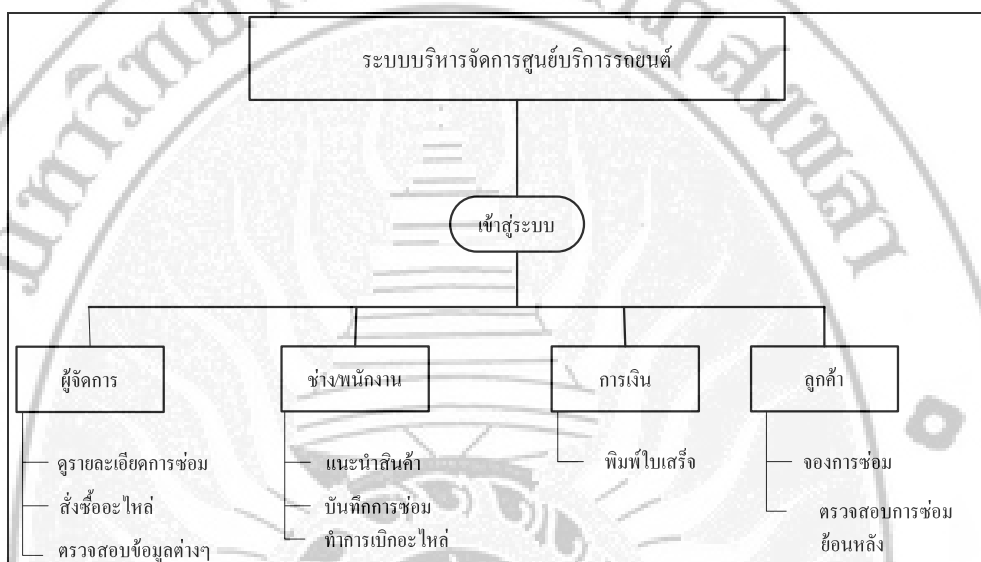 ระบบบริหารจัดการศูนย์บริการรถยนต์
เข้าสู่ระบบ
ผู้จัดการ
ดูรายละเอียดการซ่อม
สั่งซื้ออะไหล่
ตรวจสอบข้อมูลต่างๆ
ช่าง/พนักงาน
แนะนำสินค้า
บันทึกการซ่อม
ทำการเบิกอะไหล่
การเงิน
พิมพ์ใบเสร็จ
ลูกค้า
จองการซ่อม
ตรวจสอบการซ่อม
ย้อนหลัง